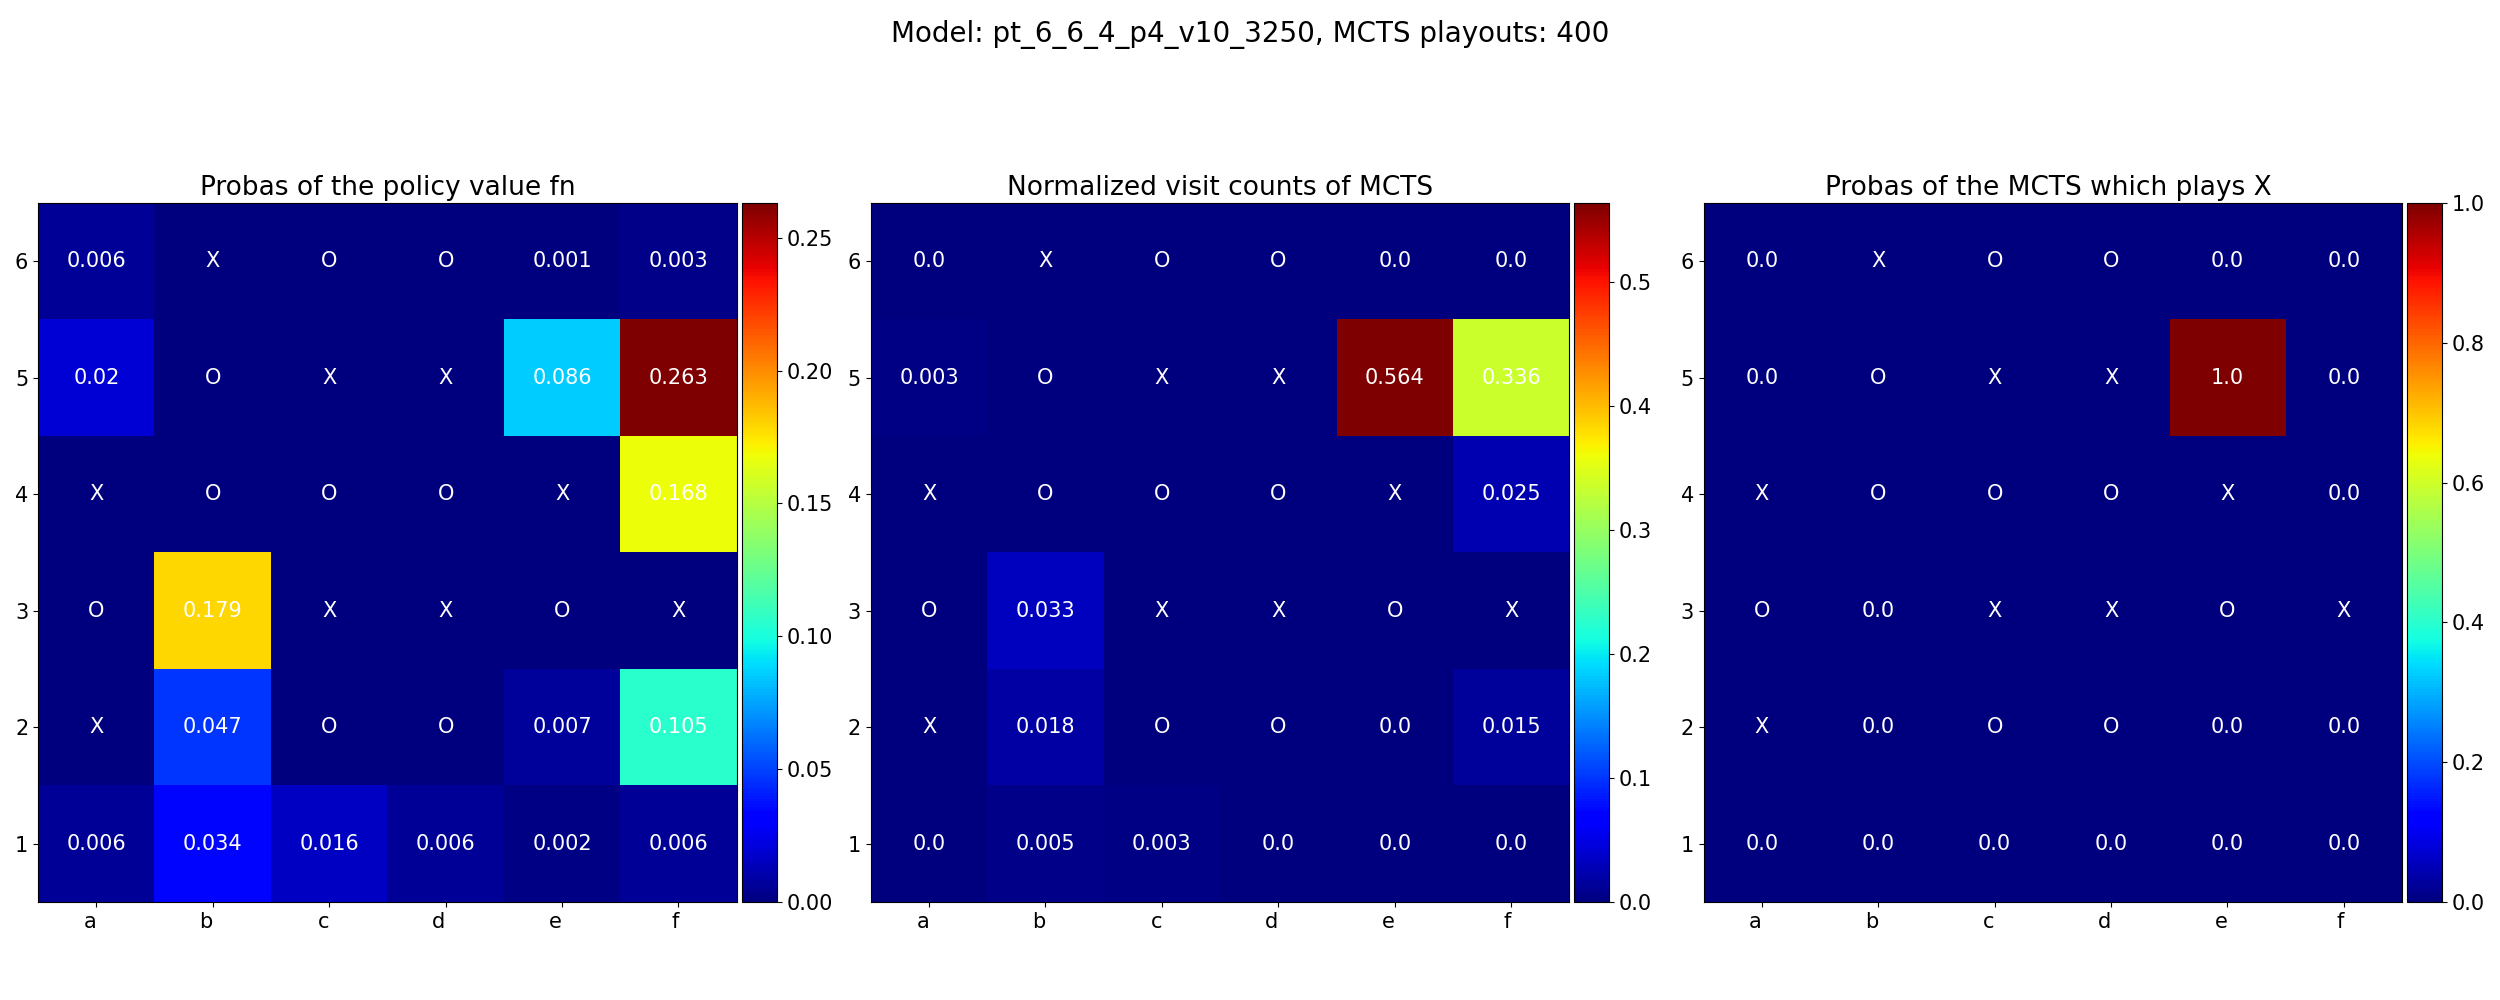 Model: pt_6_6_4_p4_v10_3250, MCTS playouts: 400
Probas of the policy value fn
6 0.006 X O O 0.001 0.003
5 0.02 O X X 0.086 0.263
4 X O O O X 0.168
3 O 0.179 X X O X
2 X 0.047 O O 0.007 0.105
1 0.006 0.034 0.016 0.006 0.002 0.006
a b c d e f
0.25
0.20
0.15
0.10
0.05
0.00
Normalized visit counts of MCTS
6 0.0 X O O 0.0 0.0
5 0.003 O X X 0.564 0.336
4 X O O O X 0.025
3 O 0.033 X X O X
2 X 0.018 O O 0.0 0.015
1 0.0 0.005 0.003 0.0 0.0 0.0
a b c d e f
0.5
0.4
0.3
0.2
0.1
0.0
Probas of the MCTS which plays X
6 0.0 X O O 0.0 0.0
5 0.0 O X X 1.0 0.0
4 X O O O X 0.0
3 O 0.0 X X O X
2 X 0.0 O O 0.0 0.0
1 0.0 0.0 0.0 0.0 0.0 0.0
a b c d e f
1.0
0.8
0.6
0.4
0.2
0.0